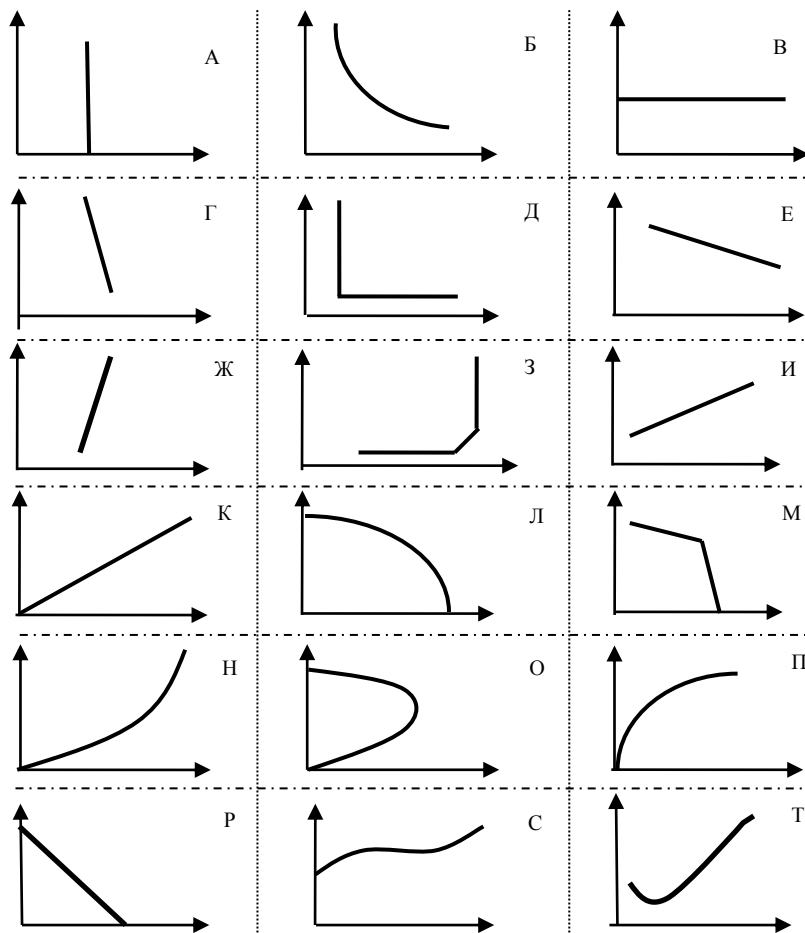 А Б В
Г Д Е
Ж З И
К Л М
Н О П
Р С Т